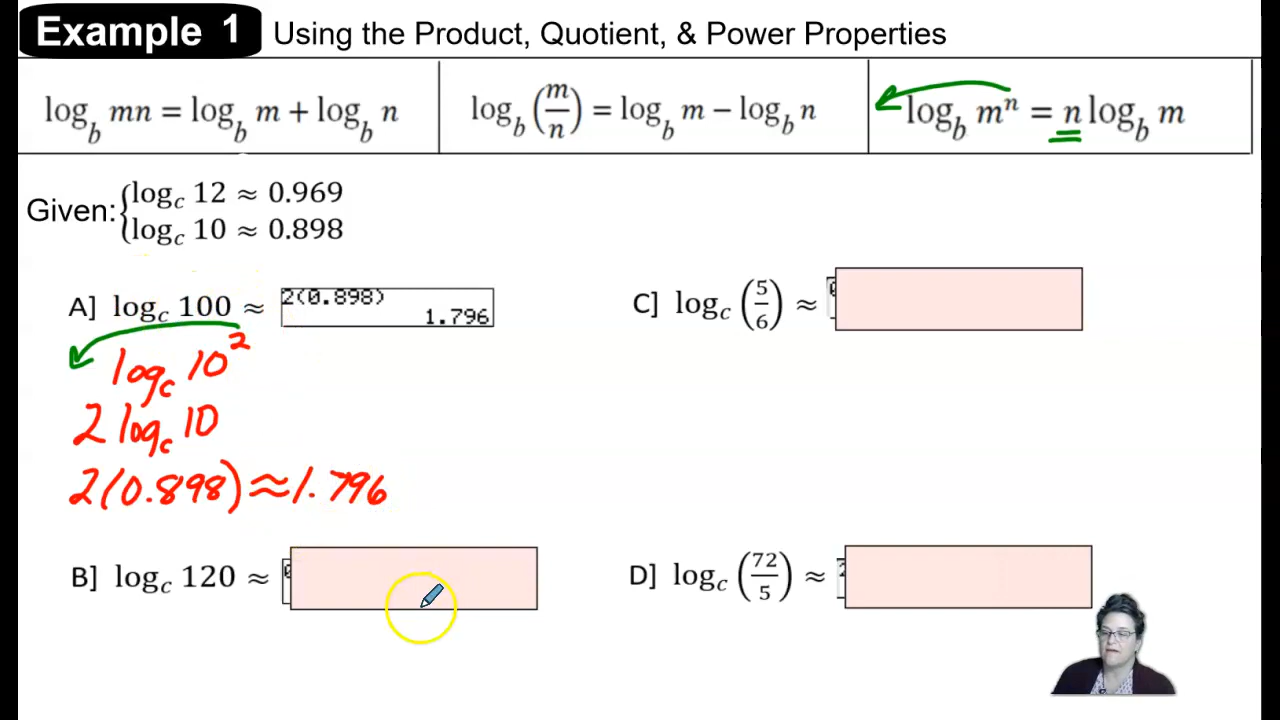 Example 1 Using the Product, Quotient, & Power Properties
log_b mn = log_b m + log_b n
log_b (m/n) = log_b m − log_b n
log_b mⁿ = n log_b m
Given: { log_c 12 ≈ 0.969
log_c 10 ≈ 0.898
A] log_c 100 ≈ 2(0.898)
1.796
log_c 10²
2 log_c 10
2(0.898) ≈ 1.796
B] log_c 120 ≈
C] log_c (5/6) ≈
D] log_c (72/5) ≈